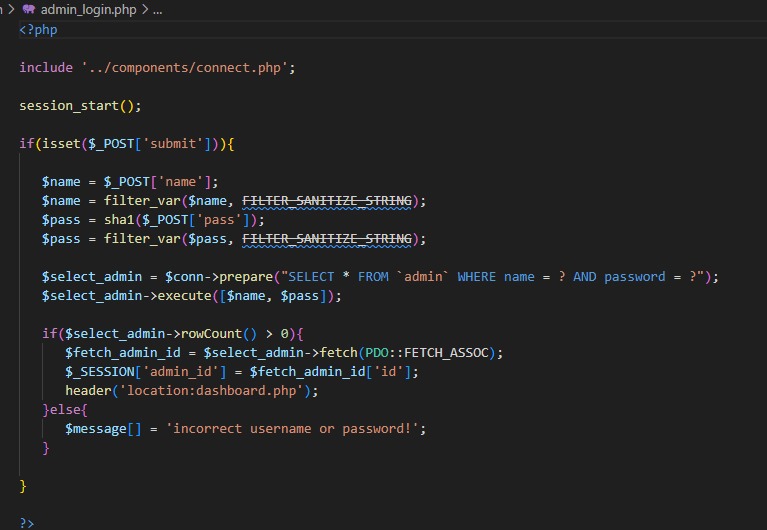 > admin_login.php > ...
<?php
include '../components/connect.php';
session_start();
if(isset($_POST['submit'])){
$name = $_POST['name'];
$name = filter_var($name, FILTER_SANITIZE_STRING);
$pass = sha1($_POST['pass']);
$pass = filter_var($pass, FILTER_SANITIZE_STRING);
$select_admin = $conn->prepare("SELECT * FROM `admin` WHERE name = ? AND password = ?");
$select_admin->execute([$name, $pass]);
if($select_admin->rowCount() > 0){
$fetch_admin_id = $select_admin->fetch(PDO::FETCH_ASSOC);
$_SESSION['admin_id'] = $fetch_admin_id['id'];
header('location:dashboard.php');
}else{
$message[] = 'incorrect username or password!';
}
}
?>